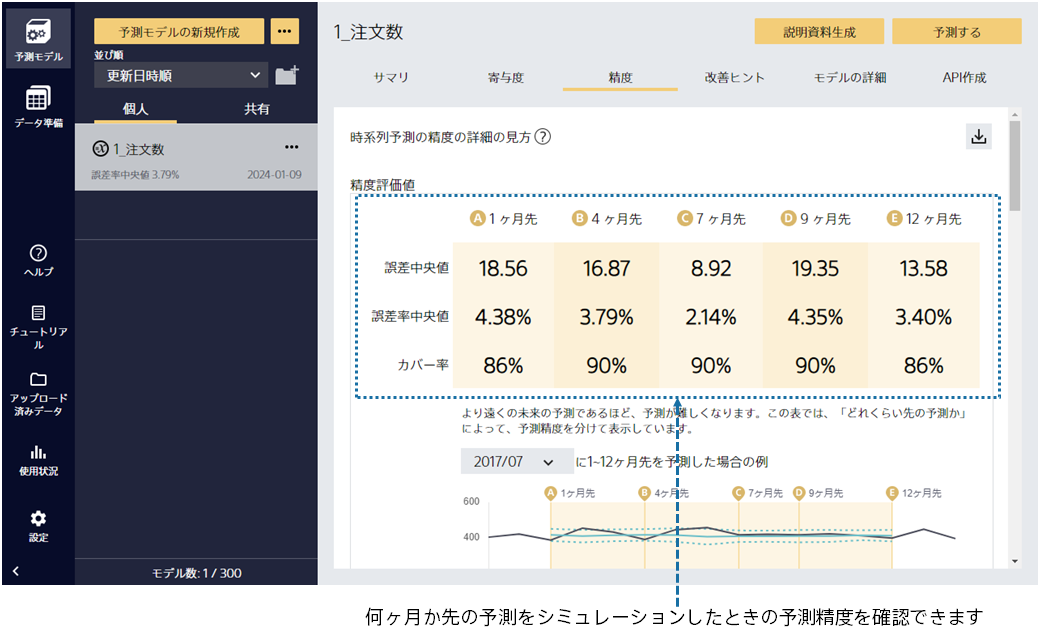 予測モデル
データ準備
ヘルプ
チュートリア
ル
アップロード
済みデータ
使用状況
設定
予測モデルの新規作成
並び順
更新日時順
個人 共有
1_注文数
誤差率中央値 3.79% 2024-01-09
モデル数: 1 / 300
1_注文数
説明資料生成 予測する
サマリ 寄与度 精度 改善ヒント モデルの詳細 API作成
時系列予測の精度の詳細の見方 ?
精度評価値
A 1 ヶ月先 B 4 ヶ月先 C 7 ヶ月先 D 9 ヶ月先 E 12 ヶ月先
誤差中央値 18.56 16.87 8.92 19.35 13.58
誤差率中央値 4.38% 3.79% 2.14% 4.35% 3.40%
カバー率 86% 90% 90% 90% 86%
より遠くの未来の予測であるほど、予測が難しくなります。この表では、「どれくらい先の予測か」
によって、予測精度を分けて表示しています。
2017/07 に1~12ヶ月先を予測した場合の例
A 1ヶ月先 B 4ヶ月先 C 7ヶ月先 D 9ヶ月先 E 12ヶ月先
600
400
何ヶ月か先の予測をシミュレーションしたときの予測精度を確認できます